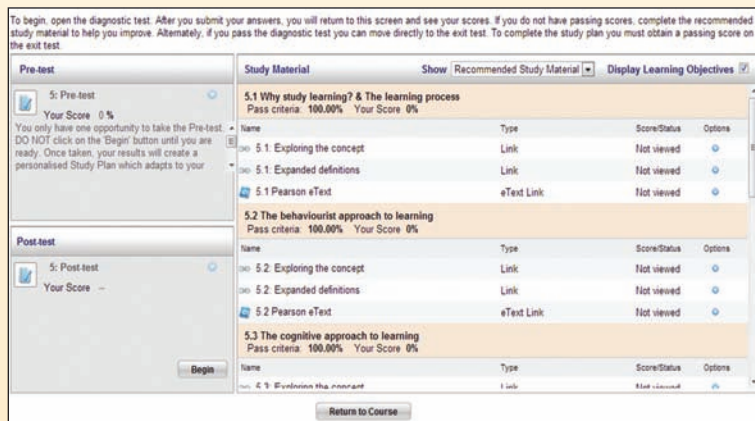 To begin, open the diagnostic test. After you submit your answers, you will return to this screen and see your scores. If you do not have passing scores, complete the recommended
study material to help you improve. Alternately, if you pass the diagnostic test you can move directly to the exit test. To complete the study plan you must obtain a passing score on
the exit test
Pre-test
5: Pre-test
Your Score 0 %
You only have one opportunity to take the Pre-test.
DO NOT click on the 'Begin' button until you are
ready. Once taken, your results will create a
personalised Study Plan which adapts to your
Post-test
5: Post-test
Your Score --
Begin
Study Material Show Recommended Study Material Display Learning Objectives
5.1 Why study learning? & The learning process
Pass criteria: 100.00% Your Score 0%
Name Type Score/Status Options
5.1: Exploring the concept Link Not viewed
5.1: Expanded definitions Link Not viewed
5.1 Pearson eText eText Link Not viewed
5.2 The behaviourist approach to learning
Pass criteria: 100.00% Your Score 0%
Name Type Score/Status Options
5.2: Exploring the concept Link Not viewed
5.2: Expanded definitions Link Not viewed
5.2 Pearson eText eText Link Not viewed
5.3 The cognitive approach to learning
Pass criteria: 100.00% Your Score 0%
Name Type Score/Status Options
5.3: Exploring the concept Link Not viewed
Return to Course